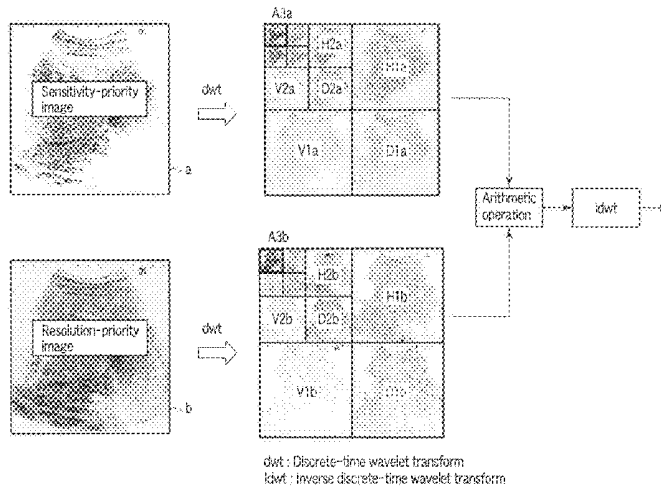 A3a
Sensitivity-priority
image
dwt
H2a
H1a
V2a
D2a
V1a
D1a
a
Arithmetic
operation
idwt
A3b
Resolution-priority
image
dwt
H2b
H1b
V2b
D2b
V1b
D1b
b
dwt : Discrete-time wavelet transform
idwt : Inverse discrete-time wavelet transform